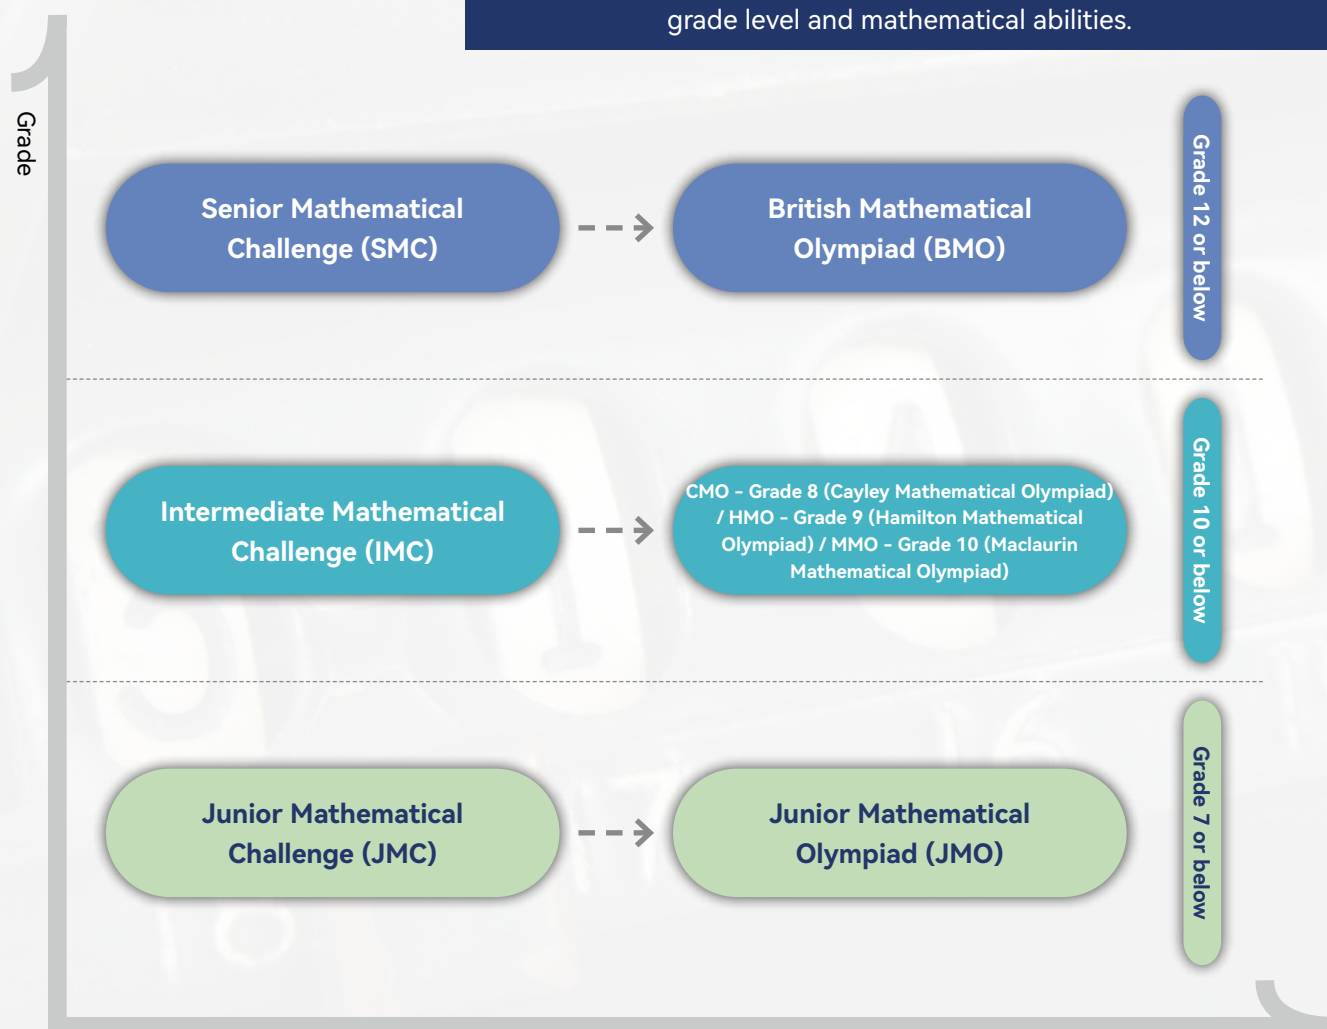 grade level and mathematical abilities.
Grade
Senior Mathematical
Challenge (SMC)
British Mathematical
Olympiad (BMO)
Grade 12 or below
Intermediate Mathematical
Challenge (IMC)
CMO - Grade 8 (Cayley Mathematical Olympiad)
/ HMO - Grade 9 (Hamilton Mathematical
Olympiad) / MMO - Grade 10 (Maclaurin
Mathematical Olympiad)
Grade 10 or below
Junior Mathematical
Challenge (JMC)
Junior Mathematical
Olympiad (JMO)
Grade 7 or below